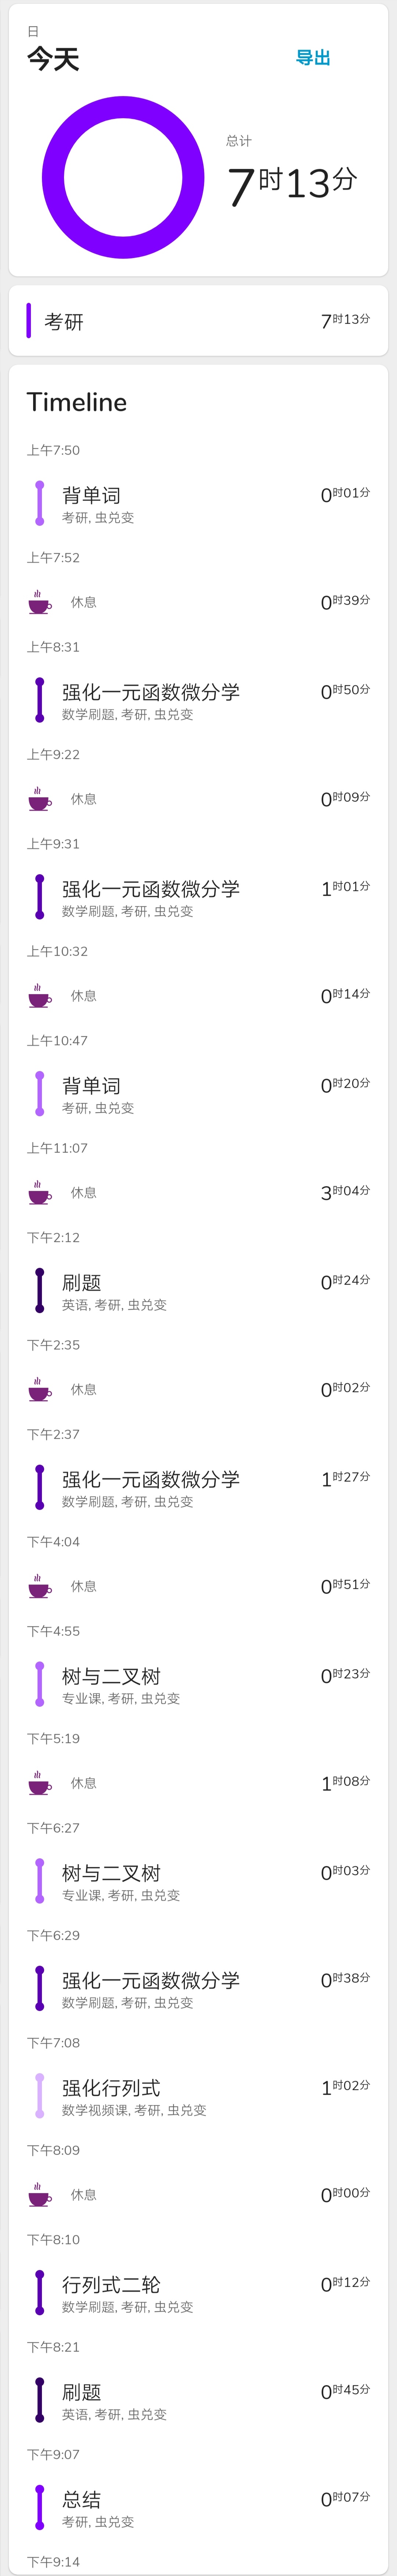 日
今天
导出
总计
7时13分
考研
7时13分
Timeline
上午7:50
背单词
0时01分
考研, 虫兑变
上午7:52
休息
0时39分
上午8:31
强化一元函数微分学
0时50分
数学刷题, 考研, 虫兑变
上午9:22
休息
0时09分
上午9:31
强化一元函数微分学
1时01分
数学刷题, 考研, 虫兑变
上午10:32
休息
0时14分
上午10:47
背单词
0时20分
考研, 虫兑变
上午11:07
休息
3时04分
下午2:12
刷题
0时24分
英语, 考研, 虫兑变
下午2:35
休息
0时02分
下午2:37
强化一元函数微分学
1时27分
数学刷题, 考研, 虫兑变
下午4:04
休息
0时51分
下午4:55
树与二叉树
0时23分
专业课, 考研, 虫兑变
下午5:19
休息
1时08分
下午6:27
树与二叉树
0时03分
专业课, 考研, 虫兑变
下午6:29
强化一元函数微分学
0时38分
数学刷题, 考研, 虫兑变
下午7:08
强化行列式
1时02分
数学视频课, 考研, 虫兑变
下午8:09
休息
0时00分
下午8:10
行列式二轮
0时12分
数学刷题, 考研, 虫兑变
下午8:21
刷题
0时45分
英语, 考研, 虫兑变
下午9:07
总结
0时07分
考研, 虫兑变
下午9:14